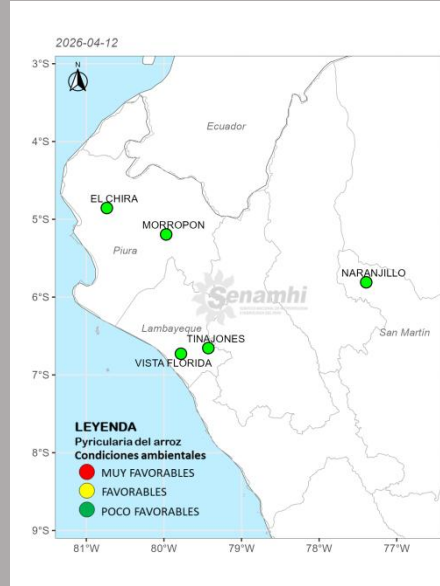 2026-04-12
N
3°S
4°S
5°S
6°S
7°S
8°S
9°S
Ecuador
EL CHIRA
MORROPON
Piura
NARANJILLO
Senamhi
San Martín
Lambayeque
TINAJONES
VISTA FLORIDA
LEYENDA
Pyricularia del arroz
Condiciones ambientales
MUY FAVORABLES
FAVORABLES
POCO FAVORABLES
81°W 80°W 79°W 78°W 77°W